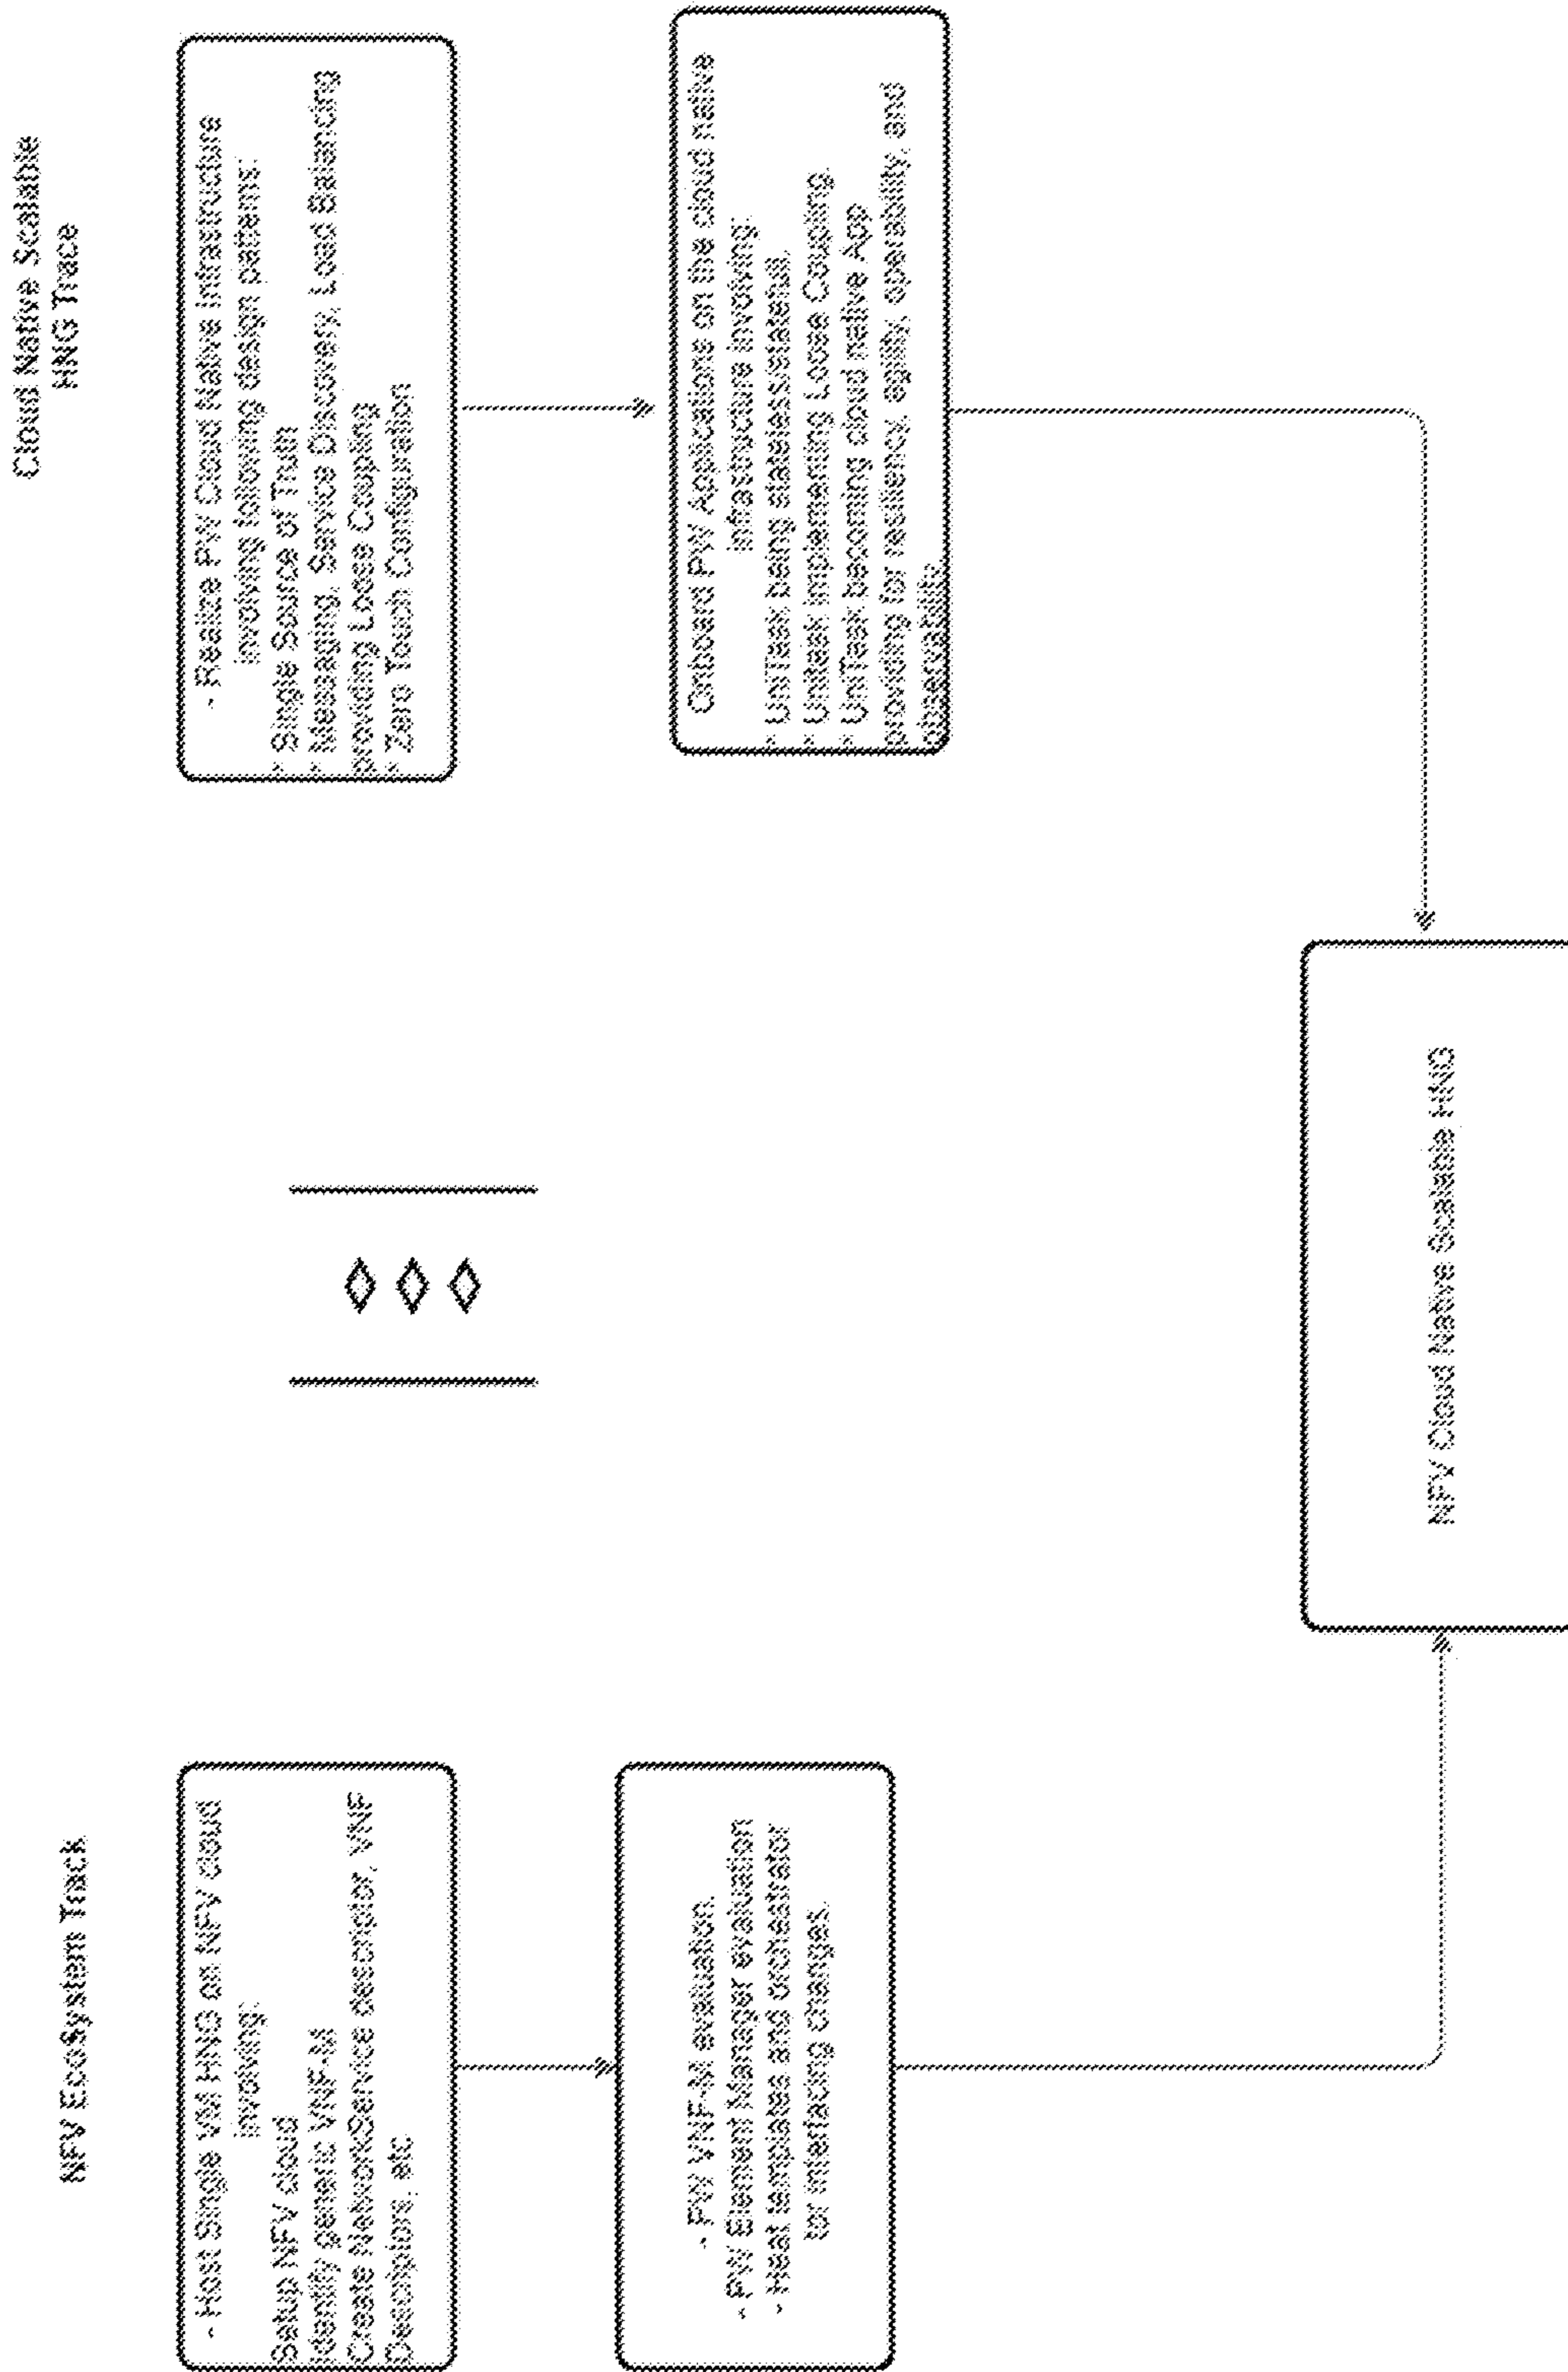 NFV EcoSystem Track
- Host Single VM HNG on NFV cloud
involving:
Setup NFV cloud
Identify generic VNF-M
Create NetworkService descriptor, VNF
Descriptors, etc
- PW VNF-M evaluation.
- PW Element Manager evaluation
- Heat templates and orchestrator
for interfacing changes.
Cloud Native Scalable
HNG Trace
- Realize PW Cloud Native Infrastructure
involving following design patterns:
* Single Source of Truth
* Messaging, Service Discovery, Load Balancing
providing Loose Coupling
* Zero Touch Configuration
Onboard PW Applications on the cloud native
infrastructure involving:
* UniTask being stateless/stateful.
* Unitask implementing Loose Coupling.
* UniTask becoming cloud native App
providing for resiliency, agility, operability, and
observability
NFV Cloud Native Scalable HNG